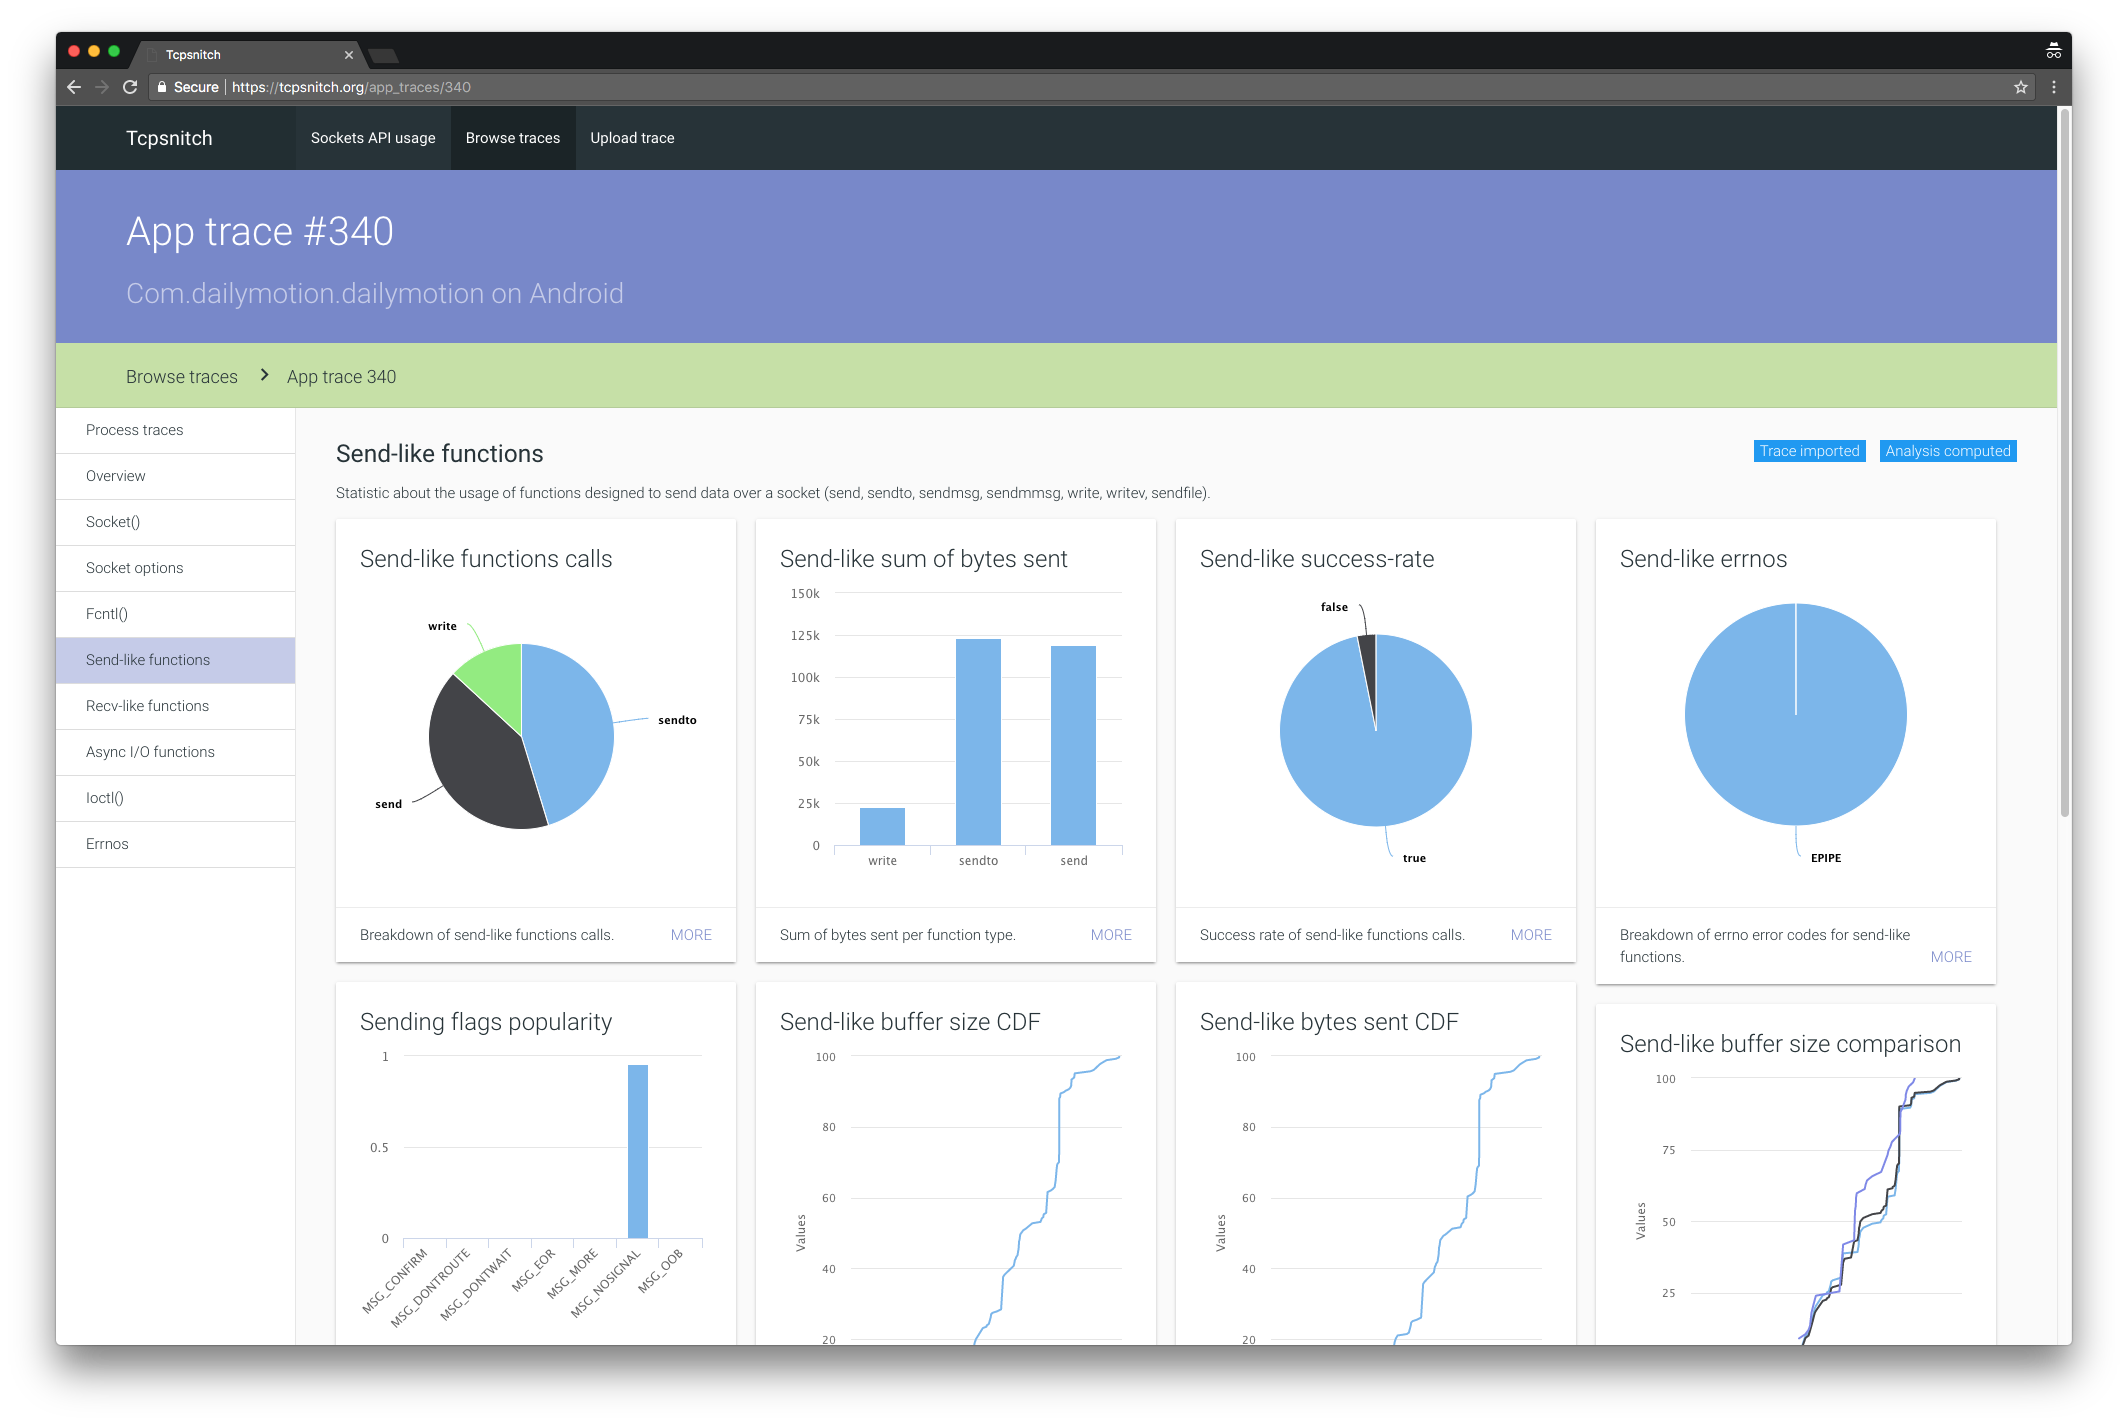 Tcpsnitch
Secure https://tcpsnitch.org/app_traces/340
Tcpsnitch Sockets API usage Browse traces Upload trace
App trace #340
Com.dailymotion.dailymotion on Android
Browse traces App trace 340
Process traces
Overview
Socket()
Socket options
Fcntl()
Send-like functions
Recv-like functions
Async I/O functions
Ioctl()
Errnos
Send-like functions
Trace imported Analysis computed
Statistic about the usage of functions designed to send data over a socket (send, sendto, sendmsg, sendmmsg, write, writev, sendfile).
Send-like functions calls
write
sendto
send
Breakdown of send-like functions calls. MORE
Send-like sum of bytes sent
150k
125k
100k
75k
50k
25k
0
write sendto send
Sum of bytes sent per function type. MORE
Send-like success-rate
false
true
Success rate of send-like functions calls. MORE
Send-like errnos
EPIPE
Breakdown of errno error codes for send-like
functions. MORE
Sending flags popularity
1
0.5
0
MSG_CONFIRM MSG_DONTROUTE MSG_DONTWAIT MSG_EOR MSG_MORE MSG_NOSIGNAL MSG_OOB
Send-like buffer size CDF
100
80
60
40
20
Values
Send-like bytes sent CDF
100
80
60
40
20
Values
Send-like buffer size comparison
100
75
50
25
Values